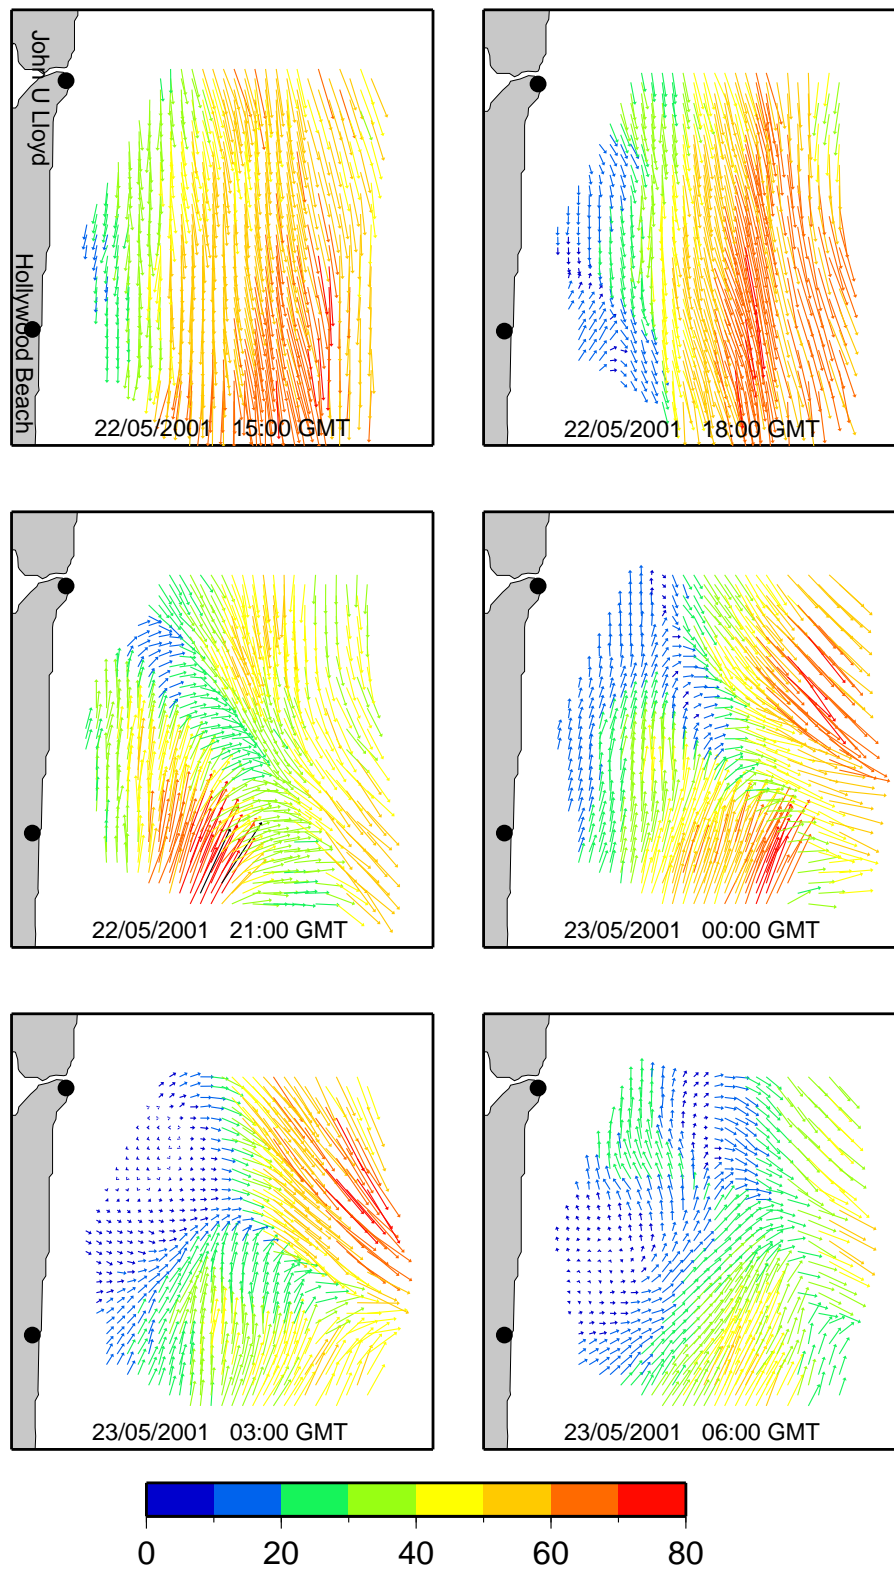 John U Lloyd
Hollywood Beach
22/05/2001 15:00 GMT
22/05/2001 18:00 GMT
22/05/2001 21:00 GMT
23/05/2001 00:00 GMT
23/05/2001 03:00 GMT
23/05/2001 06:00 GMT
0 20 40 60 80